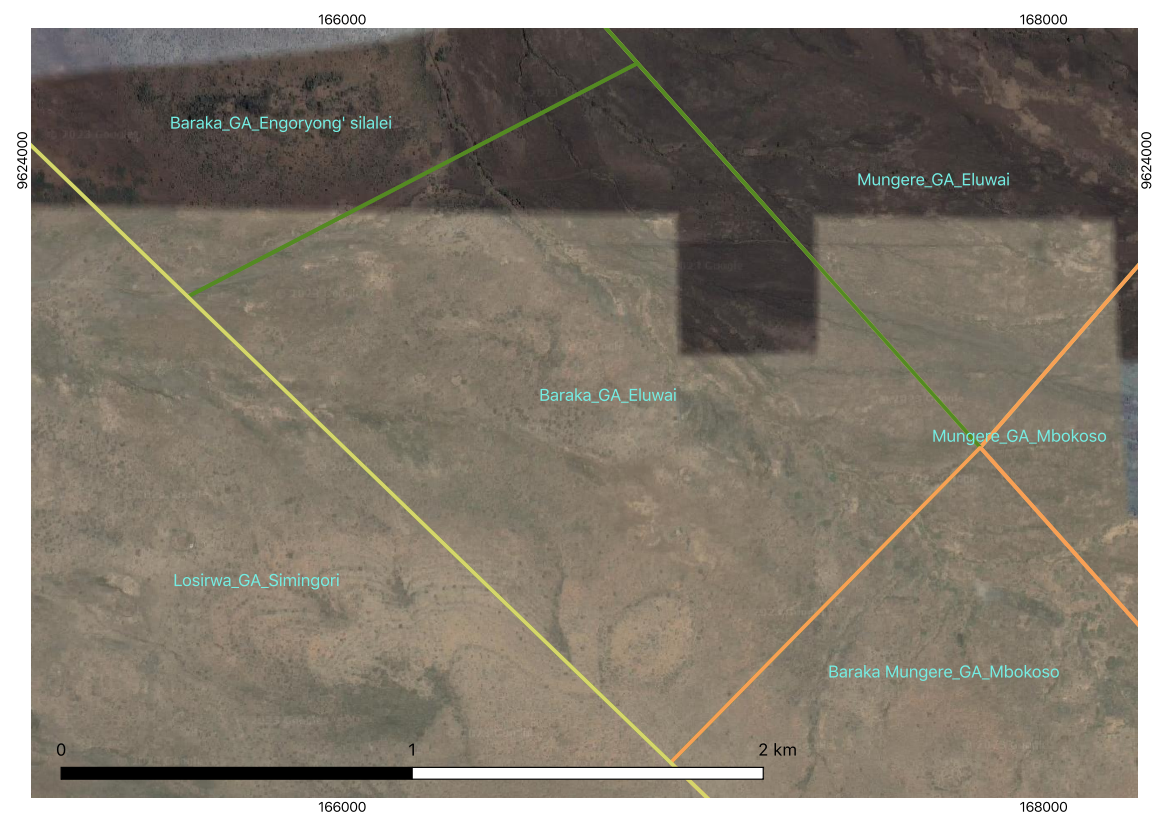 166000
168000
Baraka_GA_Engoryong' silalei
9624000
9624000
Mungere_GA_Eluwai
Baraka_GA_Eluwai
Mungere_GA_Mbokoso
Losirwa_GA_Simingori
Baraka Mungere_GA_Mbokoso
0
1
2 km
166000
168000